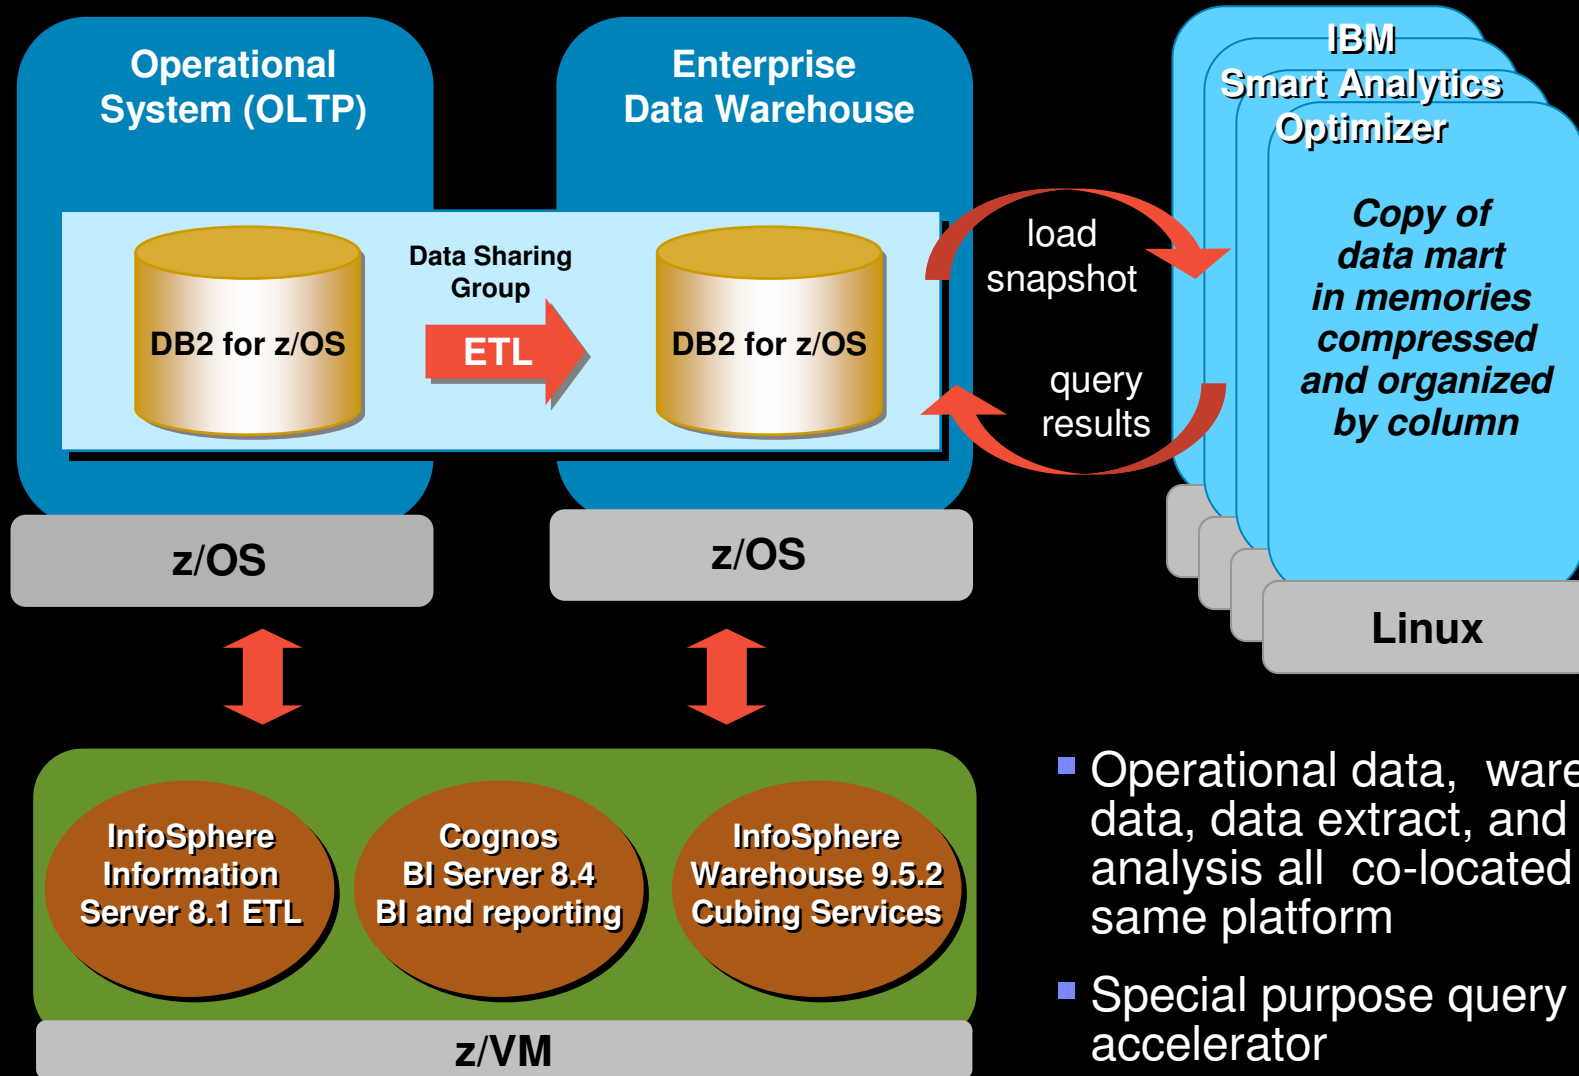 Operational
System (OLTP)
Enterprise
Data Warehouse
IBM
Smart Analytics
Optimizer
Data Sharing
Group
DB2 for z/OS
ETL
DB2 for z/OS
load
snapshot
query
results
Copy of
data mart
in memories
compressed
and organized
by column
z/OS
z/OS
Linux
InfoSphere
Information
Server 8.1 ETL
Cognos
BI Server 8.4
BI and reporting
InfoSphere
Warehouse 9.5.2
Cubing Services
z/VM
Operational data, ware
data, data extract, and
analysis all co-located
same platform
Special purpose query
accelerator